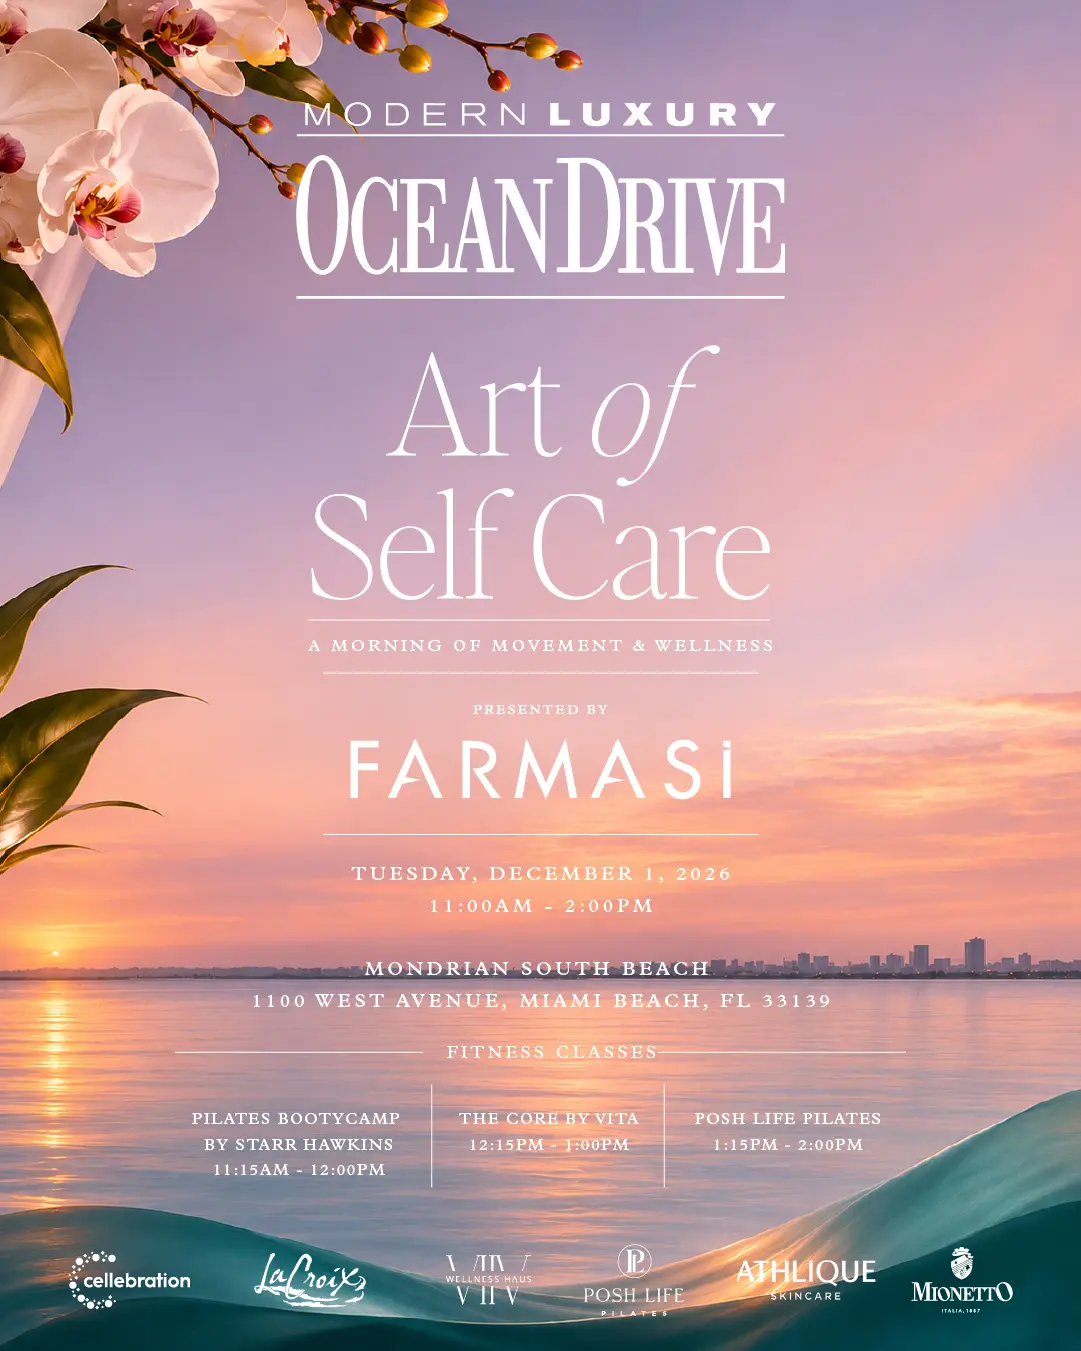 MODERN LUXURY
OCEANDRIVE
Art of
Self Care
A MORNING OF MOVEMENT & WELLNESS
PRESENTED BY
FARMASi
TUESDAY, DECEMBER 1, 2026
11:00AM - 2:00PM
MONDRIAN SOUTH BEACH
1100 WEST AVENUE, MIAMI BEACH, FL 33139
FITNESS CLASSES
PILATES BOOTYCAMP
BY STARR HAWKINS
11:15AM - 12:00PM
THE CORE BY VITA
12:15PM - 1:00PM
POSH LIFE PILATES
1:15PM - 2:00PM
cellebration
LaCroix
WELLNESS HAUS
PL
POSH LIFE
PILATES
ATHLIQUE
SKINCARE
MIONETTO
ITALIA, 1887